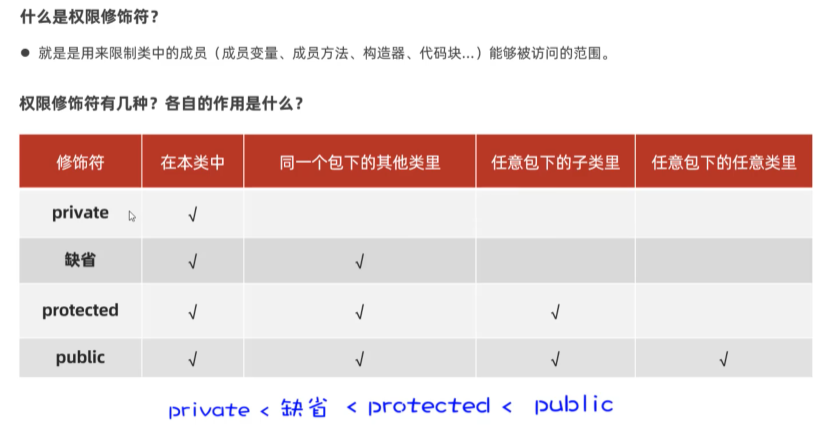 什么是权限修饰符？
● 就是是用来限制类中的成员（成员变量、成员方法、构造器、代码块...）能够被访问的范围。
权限修饰符有几种？各自的作用是什么？
修饰符 在本类中 同一个包下的其他类里 任意包下的子类里 任意包下的任意类里
private √
缺省 √ √
protected √ √ √
public √ √ √ √
private < 缺省 < protected < public